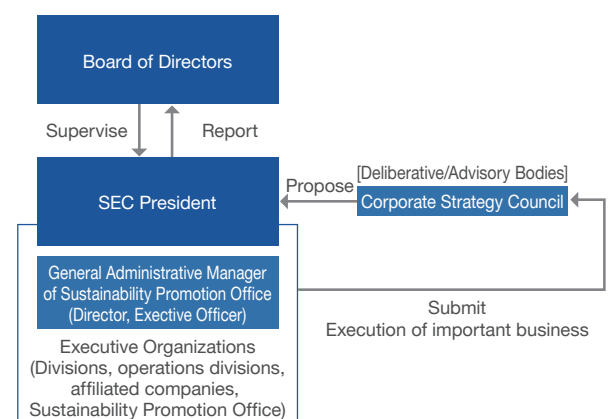 Board of Directors
Supervise
Report
SEC President
Propose
[Deliberative/Advisory Bodies]
Corporate Strategy Council
General Administrative Manager
of Sustainability Promotion Office
(Director, Exective Officer)
Submit
Execution of important business
Executive Organizations
(Divisions, operations divisions,
affiliated companies,
Sustainability Promotion Office)